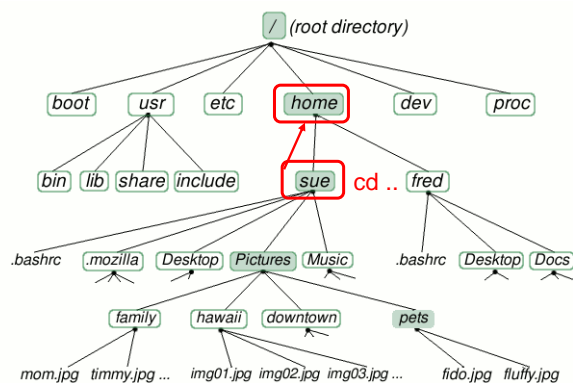 / (root directory)
boot usr etc home dev proc
bin lib share include sue cd .. fred
.bashrc .mozilla Desktop Pictures Music .bashrc Desktop Docs
family hawaii downtown pets
mom.jpg timmy.jpg ... img01.jpg img02.jpg img03.jpg ... fido.jpg fluffy.jpg